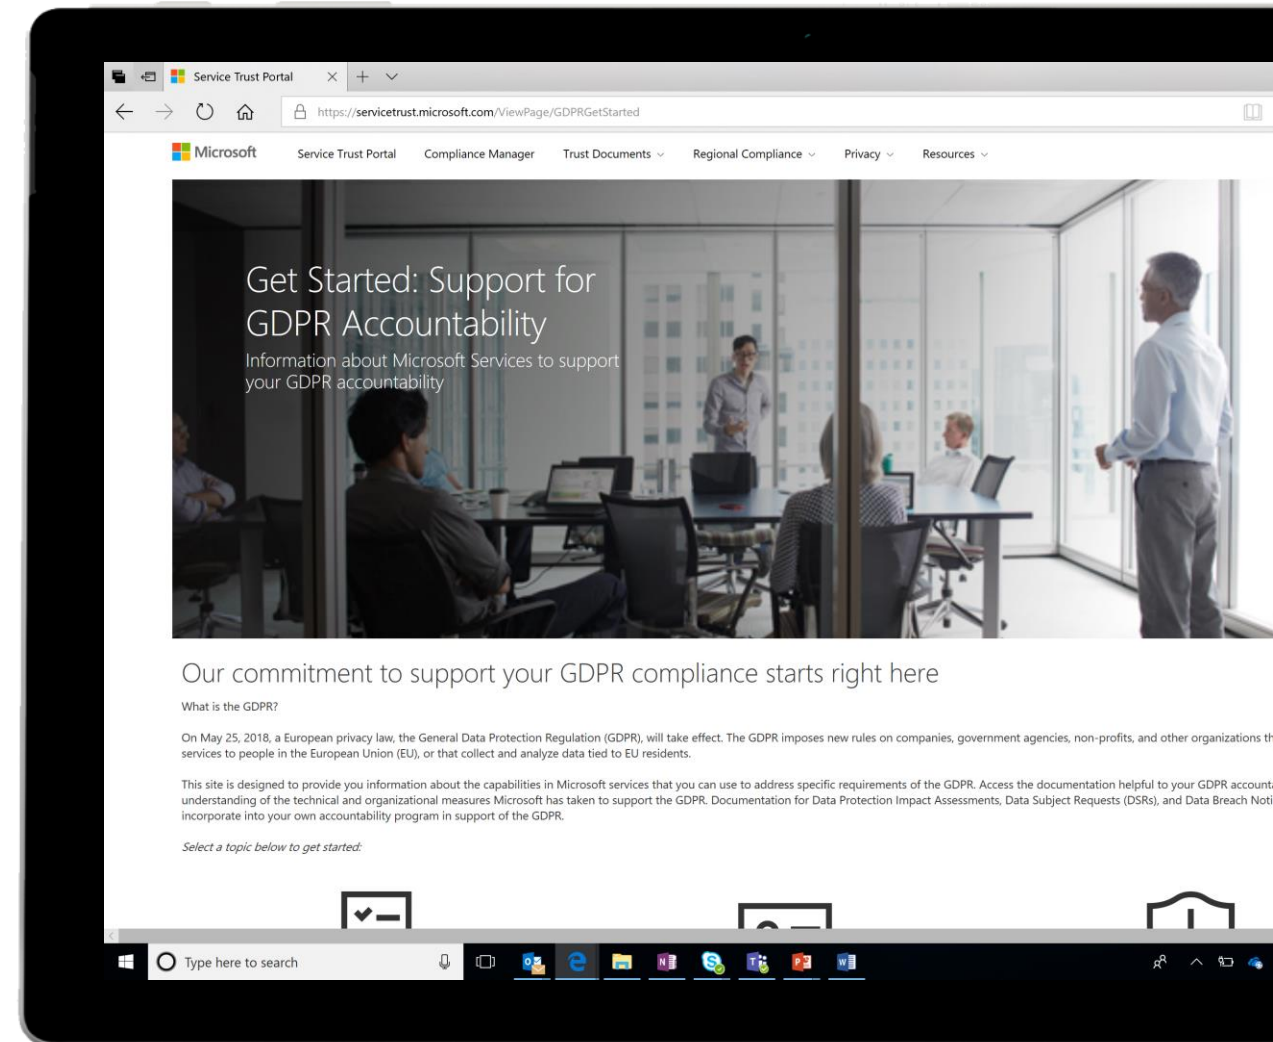 Service Trust Portal
https://servicetrust.microsoft.com/ViewPage/GDPRGetStarted
Microsoft Service Trust Portal Compliance Manager Trust Documents Regional Compliance Privacy Resources
Get Started: Support for
GDPR Accountability
Information about Microsoft Services to support
your GDPR accountability
Our commitment to support your GDPR compliance starts right here
What is the GDPR?
On May 25, 2018, a European privacy law, the General Data Protection Regulation (GDPR), will take effect. The GDPR imposes new rules on companies, government agencies, non-profits, and other organizations th
services to people in the European Union (EU), or that collect and analyze data tied to EU residents.
This site is designed to provide you information about the capabilities in Microsoft services that you can use to address specific requirements of the GDPR. Access the documentation helpful to your GDPR accounta
understanding of the technical and organizational measures Microsoft has taken to support the GDPR. Documentation for Data Protection Impact Assessments, Data Subject Requests (DSRs), and Data Breach Noti
incorporate into your own accountability program in support of the GDPR.
Select a topic below to get started:
Type here to search